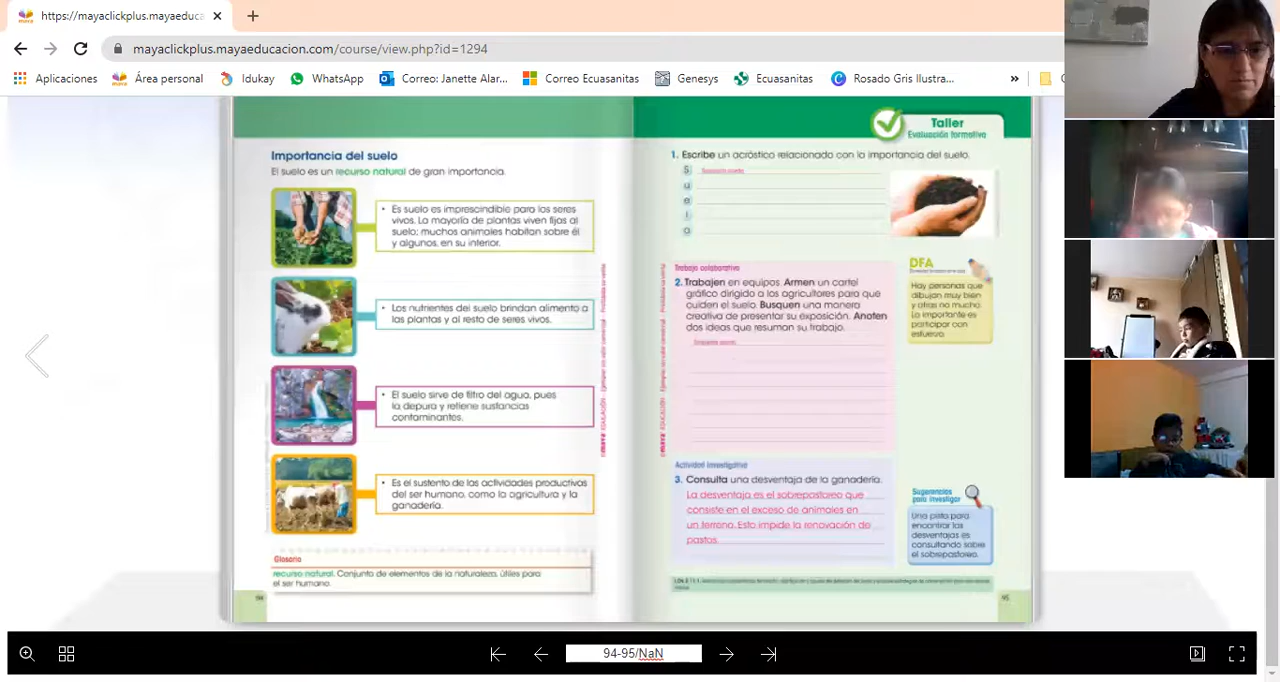 https://mayaclickplus.mayaeduca
mayaclickplus.mayaeducacion.com/course/view.php?id=1294
Aplicaciones
Área personal
Idukay
WhatsApp
Correo: Janette Alar...
Correo Ecuasanitas
Genesys
Ecuasanitas
Rosado Gris Ilustra...
»
Importancia del suelo
El suelo es un recurso natural de gran importancia.
• Es suelo es imprescindible para los seres
vivos. La mayoría de plantas viven fijas al
suelo; muchos animales habitan sobre él
y algunos, en su interior.
• Los nutrientes del suelo brindan alimento a
las plantas y al resto de seres vivos.
• El suelo sirve de filtro del agua, pues
la depura y retiene sustancias
contaminantes.
• Es el sustento de las actividades productivas
del ser humano, como la agricultura y la
ganadería.
Glosario
recurso natural. Conjunto de elementos de la naturaleza, útiles para
el ser humano.
94
Taller
Evaluación formativa
1. Escribe un acróstico relacionado con la importancia del suelo.
S
u
e
l
o
Trabajo colaborativo
2. Trabajen en equipos. Armen un cartel
gráfico dirigido a los agricultores para que
cuiden el suelo. Busquen una manera
creativa de presentar su exposición. Anoten
dos ideas que resuman su trabajo.
DFA
Hay personas que
dibujan muy bien
y otras no mucho.
Lo importante es
participar con
esfuerzo.
Actividad investigativa
3. Consulta una desventaja de la ganadería.
La desventaja es el sobrepastoreo que
consiste en el exceso de animales en
un terreno. Esto impide la renovación de
pastos.
Sugerencias
para investigar
Una pista para
encontrar las
desventajas es
consultando sobre
el sobrepastoreo.
95
94-95/NaN